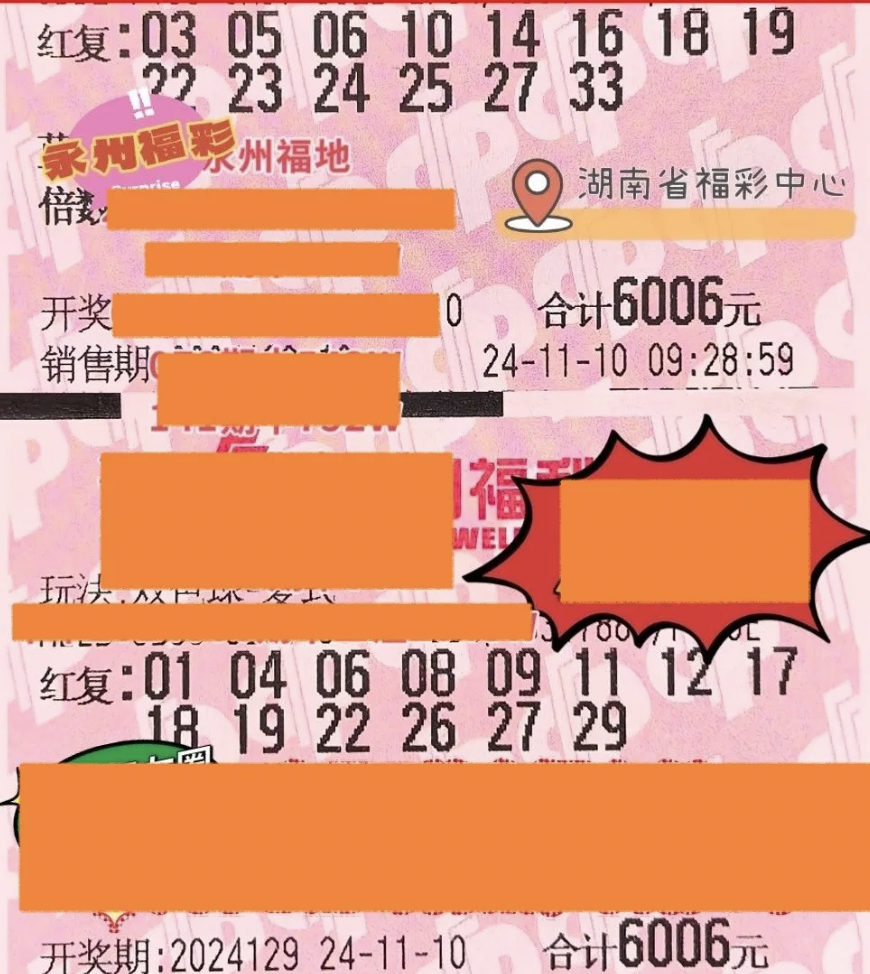 红复:03 05 06 10 14 16 18 19
22 23 24 25 27 33
永州福彩
永州福地
Surprise
湖南省福彩中心
倍数
开奖 0 合计6006元
销售期 24-11-10 09:28:59
福
WEL
玩法:双色球-复式
红复:01 04 06 08 09 11 12 17
18 19 22 26 27 29
开奖期:2024129 24-11-10 合计6006元